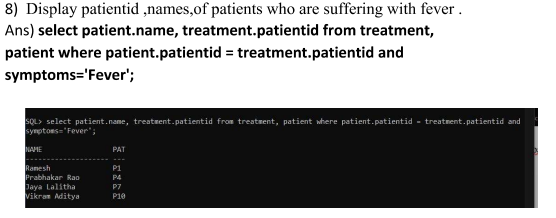 8) Display patientid ,names,of patients who are suffering with fever .
Ans) select patient.name, treatment.patientid from treatment,
patient where patient.patientid = treatment.patientid and
symptoms='Fever';
SQL> select patient.name, treatment.patientid from treatment, patient where patient.patientid = treatment.patientid and
symptoms='Fever';
NAME PAT
-------------------- ---
Ramesh P1
Prabhakar Rao P4
Jaya Lalitha P7
Vikram Aditya P10